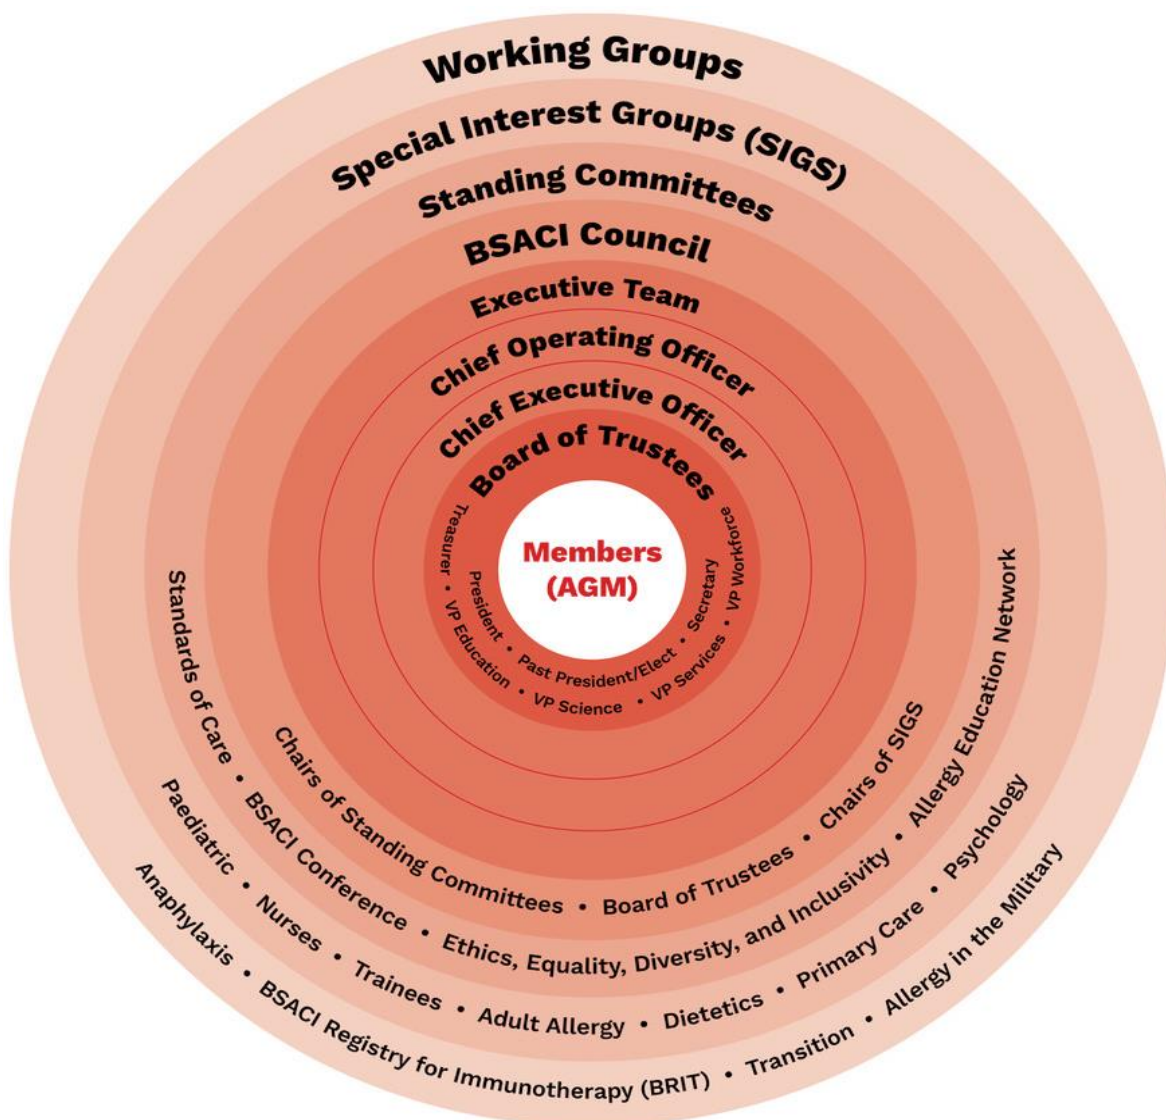 Working Groups
Special Interest Groups (SIGS)
Standing Committees
BSACI Council
Executive Team
Chief Operating Officer
Chief Executive Officer
Board of Trustees
Members
(AGM)
President • Past President/Elect • Secretary
Treasurer • VP Education • VP Science • VP Services • VP Workforce
Chairs of Standing Committees • Board of Trustees • Chairs of SIGS
Standards of Care • BSACI Conference • Ethics, Equality, Diversity, and Inclusivity • Allergy Education Network
Paediatric • Nurses • Trainees • Adult Allergy • Dietetics • Primary Care • Psychology
Anaphylaxis • BSACI Registry for Immunotherapy (BRIT) • Transition • Allergy in the Military